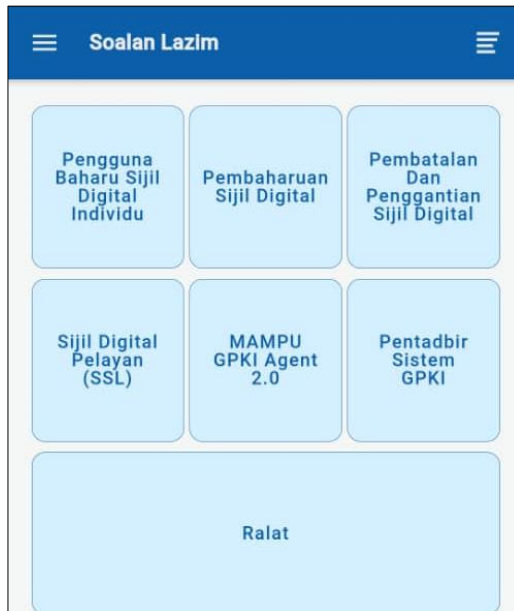 Soalan Lazim
Pengguna
Baharu Sijil
Digital
Individu
Pembaharuan
Sijil Digital
Pembatalan
Dan
Penggantian
Sijil Digital
Sijil Digital
Pelayan
(SSL)
MAMPU
GPKI Agent
2.0
Pentadbir
Sistem
GPKI
Ralat